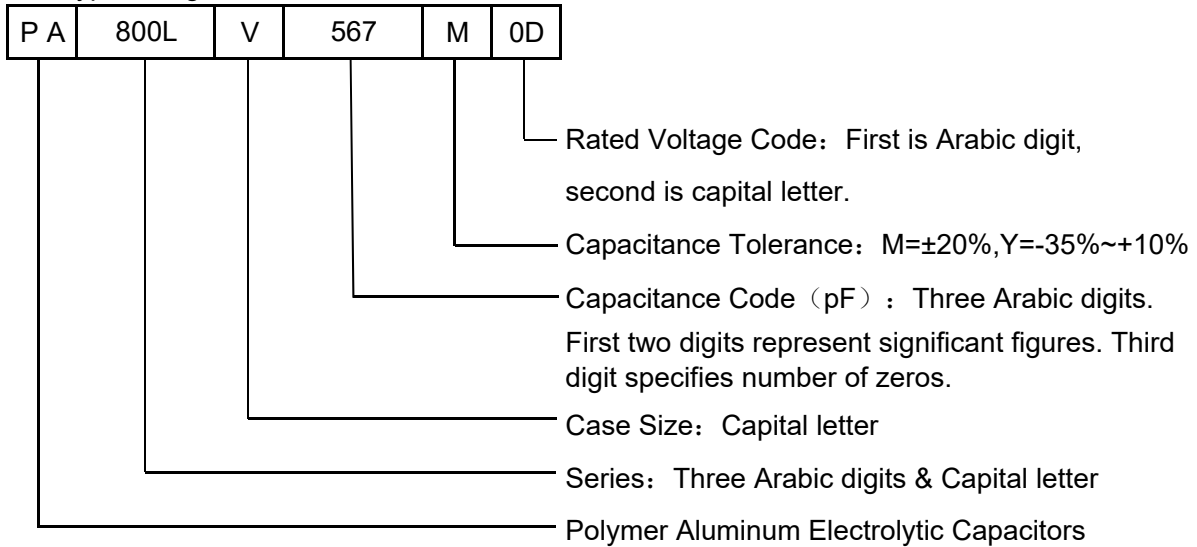 P A 800L V 567 M 0D
Rated Voltage Code：First is Arabic digit,
second is capital letter.
Capacitance Tolerance：M=±20%,Y=-35%~+10%
Capacitance Code（pF）：Three Arabic digits.
First two digits represent significant figures. Third
digit specifies number of zeros.
Case Size：Capital letter
Series：Three Arabic digits & Capital letter
Polymer Aluminum Electrolytic Capacitors